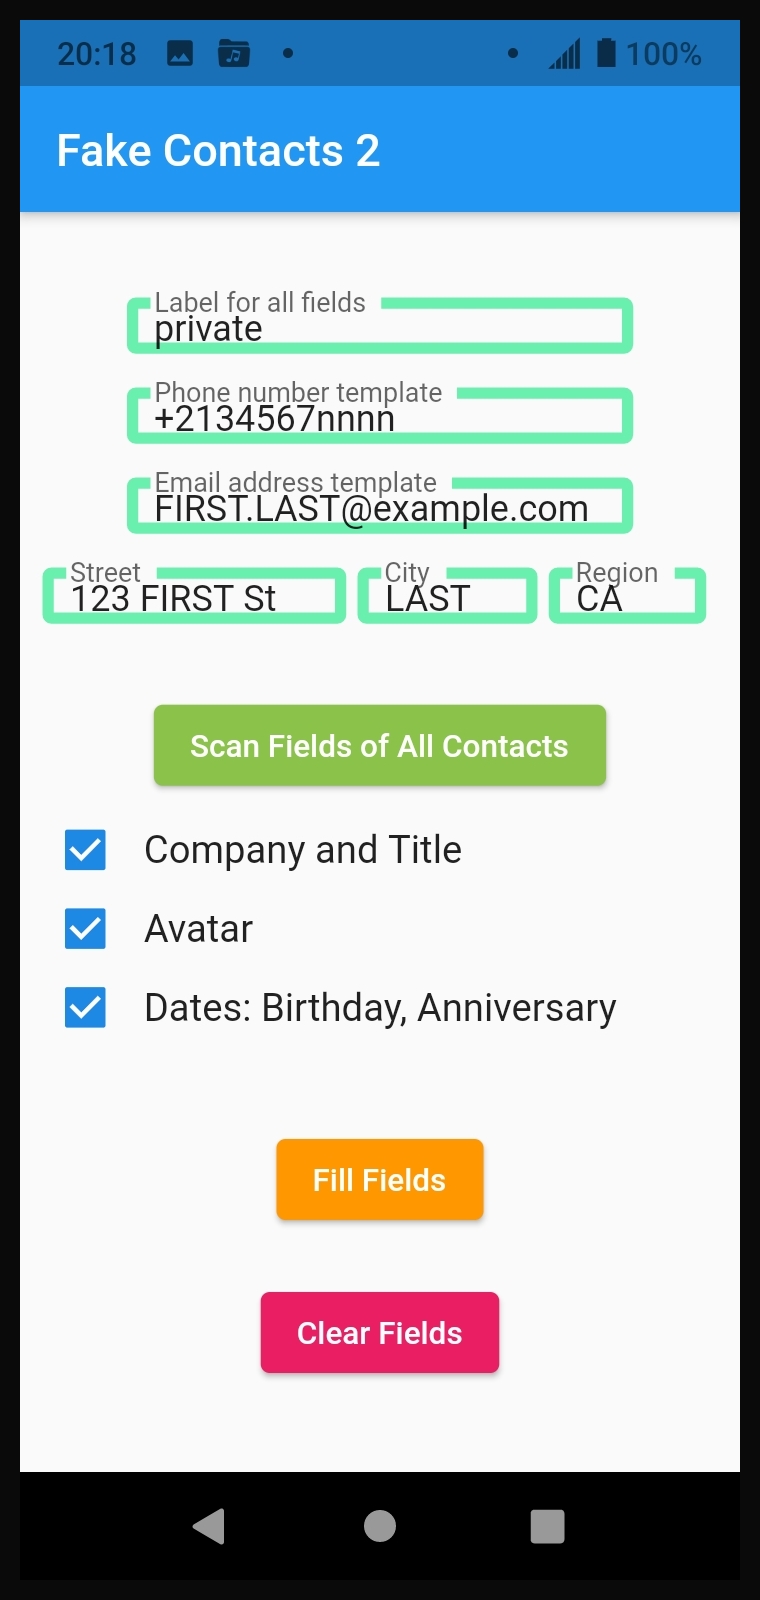 20:18 100%
Fake Contacts 2
Label for all fields
private
Phone number template
+2134567nnnn
Email address template
FIRST.LAST@example.com
Street City Region
123 FIRST St LAST CA
Scan Fields of All Contacts
Company and Title
Avatar
Dates: Birthday, Anniversary
Fill Fields
Clear Fields